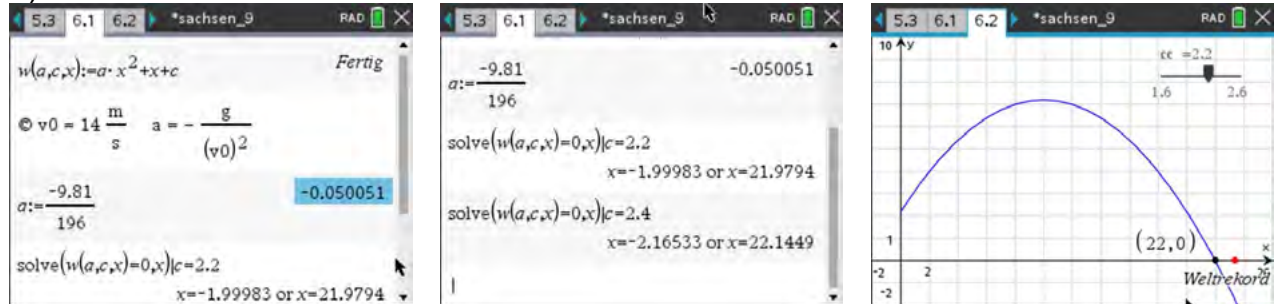 5.3 6.1 6.2 *sachsen_9 RAD
w(a,c,x):=a·x²+x+c Fertig
© v0 = 14 m/s a = - g/(v0)²
a:= -9.81/196 -0.050051
solve(w(a,c,x)=0,x)|c=2.2
x=-1.99983 or x=21.9794
5.3 6.1 6.2 *sachsen_9 RAD
a:= -9.81/196 -0.050051
solve(w(a,c,x)=0,x)|c=2.2
x=-1.99983 or x=21.9794
solve(w(a,c,x)=0,x)|c=2.4
x=-2.16533 or x=22.1449
5.3 6.1 6.2 *sachsen_9 RAD
10 y
cc =2.2
1.6 2.6
1
(22,0)
x
-2 2 26
Weltrekord
-2